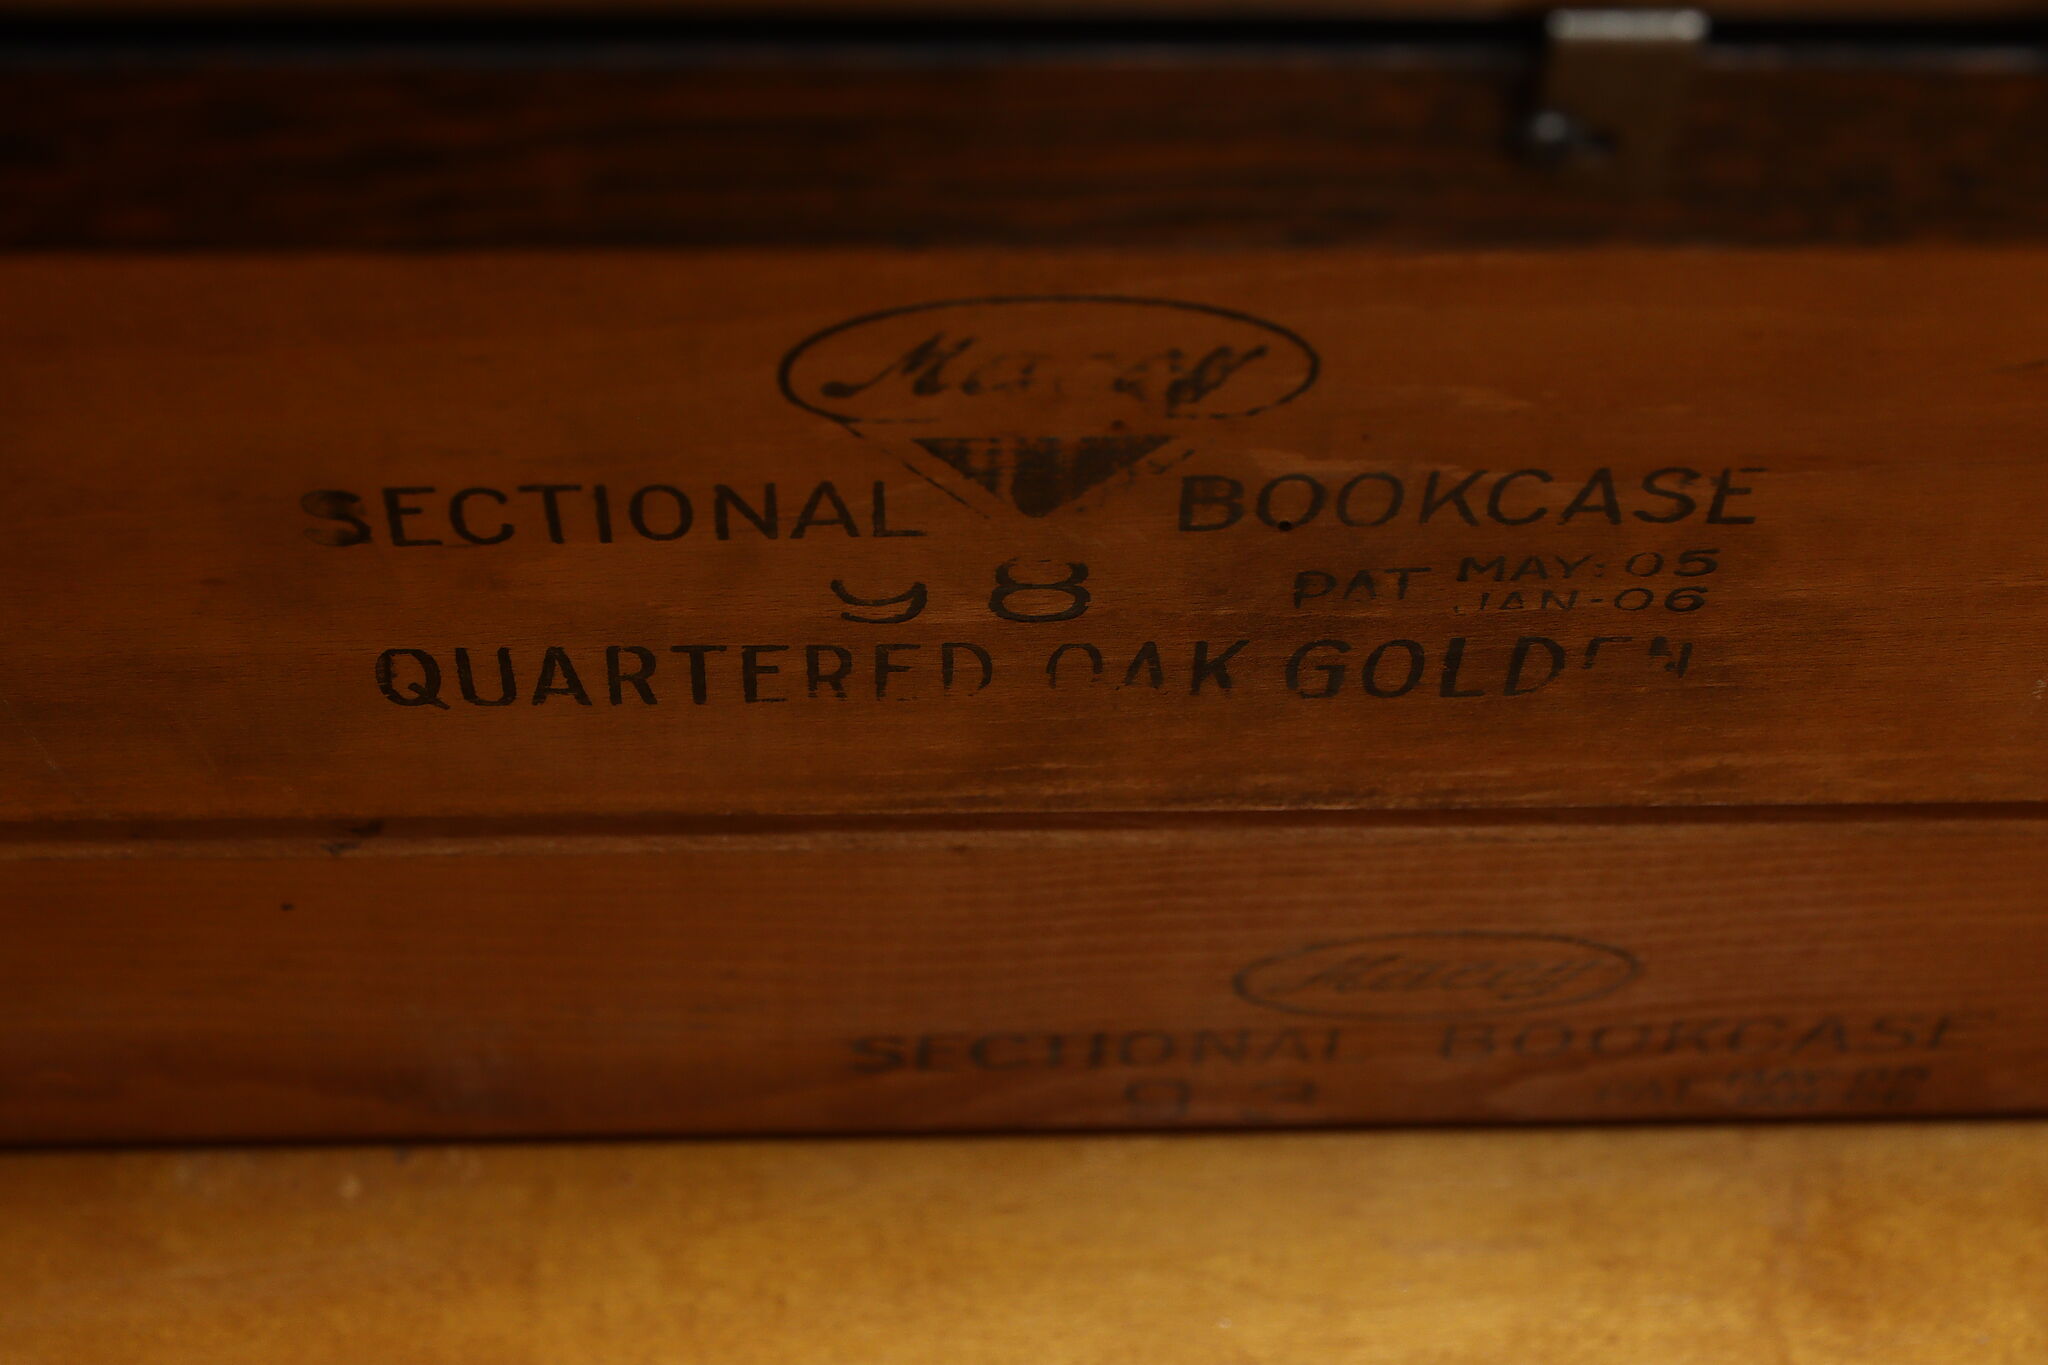 Macey
SECTIONAL BOOKCASE
98 PAT MAY: 05
JAN-06
QUARTERED OAK GOLDEN
Macey
SECTIONAL BOOKCASE